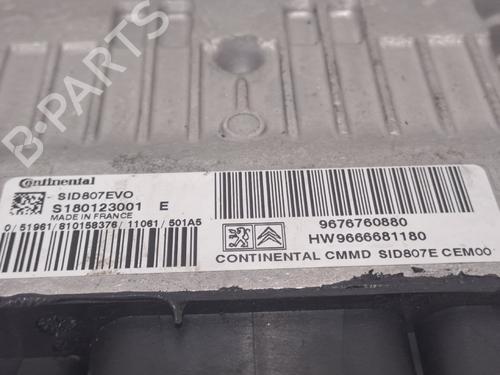 Continental
SID807EVO
S180123001 E
MADE IN FRANCE
0/51961/810158376/11061/501A5
9676760880
HW9666681180
CONTINENTAL CMMD SID807E CEM00
B-PARTS